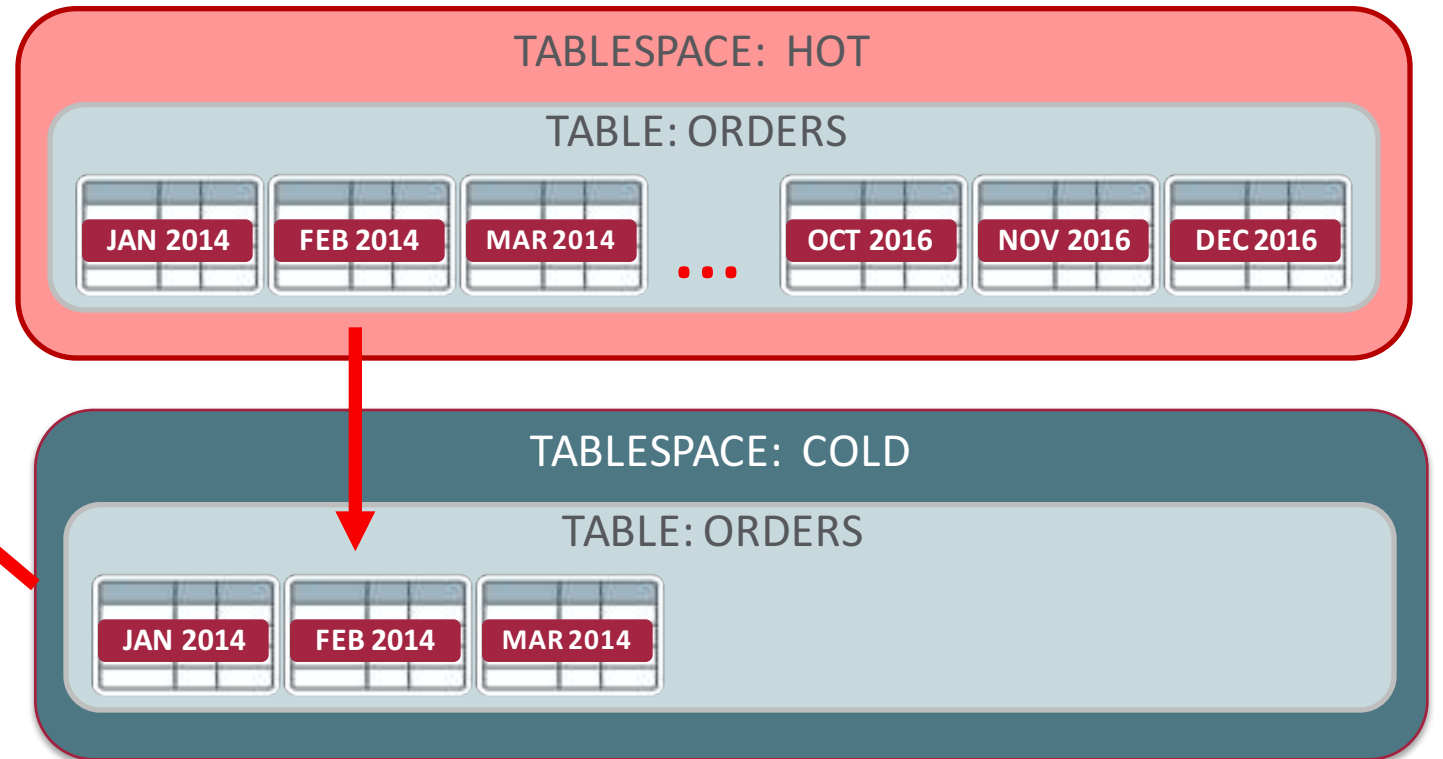 TABLESPACE: HOT
TABLE: ORDERS
JAN 2014 FEB 2014 MAR 2014 ... OCT 2016 NOV 2016 DEC 2016
TABLESPACE: COLD
TABLE: ORDERS
JAN 2014 FEB 2014 MAR 2014